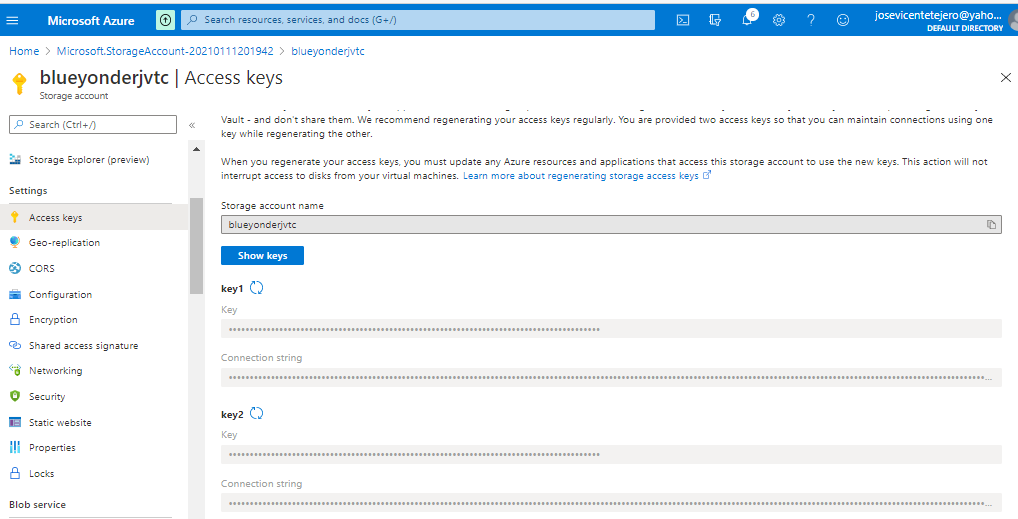 Microsoft Azure
Search resources, services, and docs (G+/)
6
josevicentetejero@yaho...
DEFAULT DIRECTORY
Home > Microsoft.StorageAccount-20210111201942 > blueyonderjvtc
blueyonderjvtc | Access keys
Storage account
Search (Ctrl+/)
«
Storage Explorer (preview)
Settings
Access keys
Geo-replication
CORS
Configuration
Encryption
Shared access signature
Networking
Security
Static website
Properties
Locks
Blob service
Vault - and don't share them. We recommend regenerating your access keys regularly. You are provided two access keys so that you can maintain connections using one
key while regenerating the other.
When you regenerate your access keys, you must update any Azure resources and applications that access this storage account to use the new keys. This action will not
interrupt access to disks from your virtual machines. Learn more about regenerating storage access keys
Storage account name
blueyonderjvtc
Show keys
key1
Key
Connection string
key2
Key
Connection string